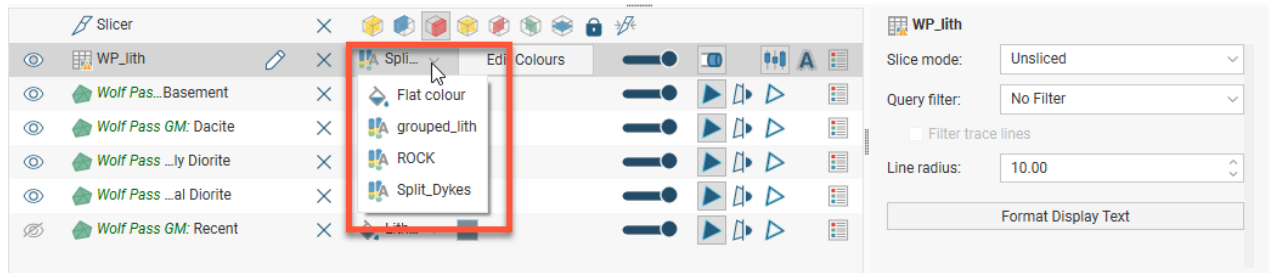 Slicer
WP_lith
WP_lith Spli... Edit Colours
Slice mode: Unsliced
Wolf Pas...Basement
Flat colour
Query filter: No Filter
Wolf Pass GM: Dacite
grouped_lith
Filter trace lines
Wolf Pass ...ly Diorite
ROCK
Line radius: 10.00
Wolf Pass ...al Diorite
Split_Dykes
Format Display Text
Wolf Pass GM: Recent